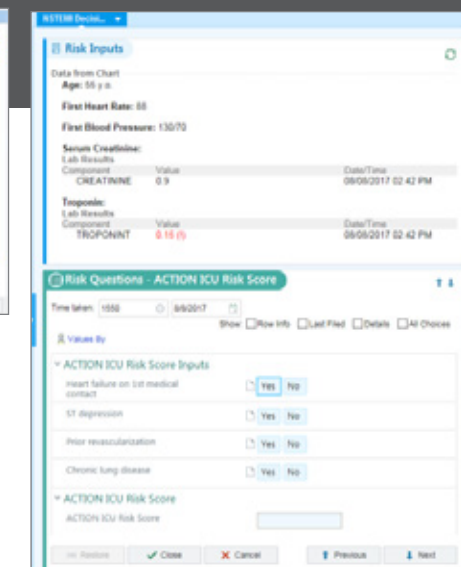 NSTEMI Decisi...
Risk Inputs
Data from Chart
Age: 56 y.o.
First Heart Rate: 88
First Blood Pressure: 130/70
Serum Creatinine:
Lab Results
Component Value Date/Time
CREATININE 0.9 08/08/2017 02:42 PM
Troponin:
Lab Results
Component Value Date/Time
TROPONINT 0.15 (!) 08/08/2017 02:42 PM
Risk Questions - ACTION ICU Risk Score
Time taken: 1550 8/8/2017
Show: Row Info Last Filed Details All Choices
Values By
ACTION ICU Risk Score Inputs
Heart failure on 1st medical contact Yes No
ST depression Yes No
Prior revascularization Yes No
Chronic lung disease Yes No
ACTION ICU Risk Score
ACTION ICU Risk Score
Restore Close Cancel Previous Next